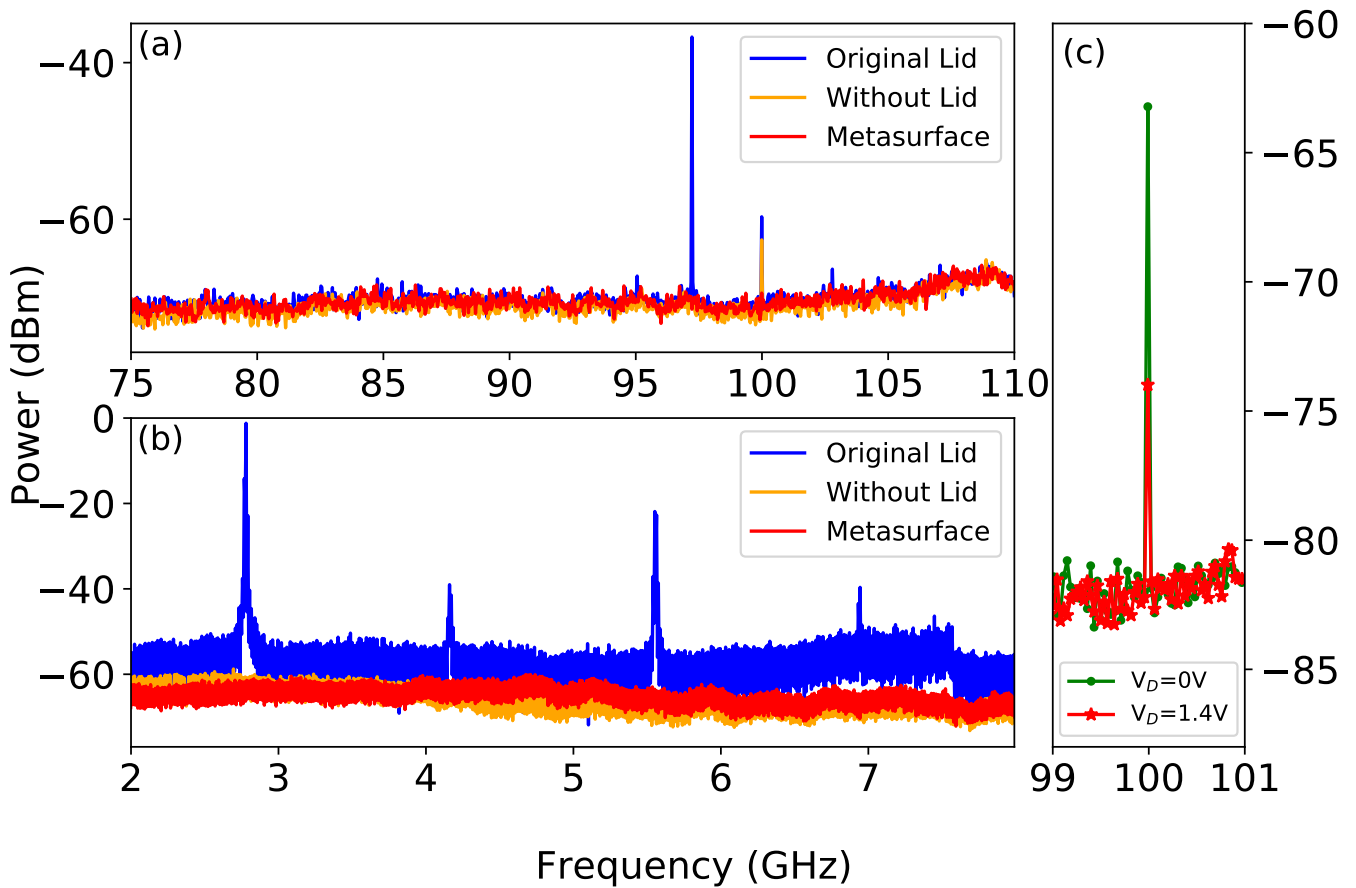 (a)
Original Lid
Without Lid
Metasurface
−40
−60
75 80 85 90 95 100 105 110
Power (dBm)
(b)
Original Lid
Without Lid
Metasurface
0
−20
−40
−60
2 3 4 5 6 7
(c)
−60
−65
−70
−75
−80
−85
V_D=0V
V_D=1.4V
99 100 101
Frequency (GHz)